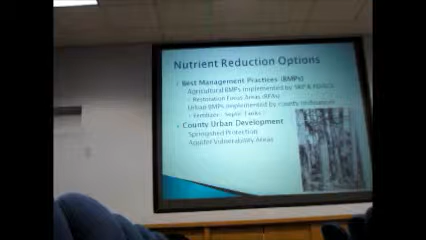 Nutrient Reduction Options
Best Management Practices (BMPs)
Agricultural BMPs implemented by
Restoration Focus Areas (RFAs)
Urban BMPs implemented by county
Fertilizer Septic Tanks
County Urban Development
Springshed Protection
Aquifer Vulnerability Areas